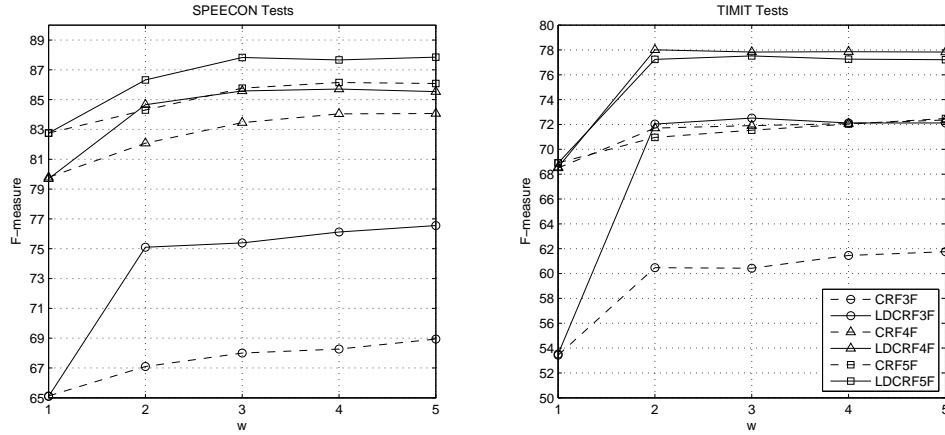 SPEECON Tests
89
87
85
83
81
79
77
75
73
71
69
67
65
F-measure
1 2 3 4 5
w
TIMIT Tests
80
78
76
74
72
70
68
66
64
62
60
58
56
54
52
50
F-measure
1 2 3 4 5
w
CRF3F
LDCRF3F
CRF4F
LDCRF4F
CRF5F
LDCRF5F